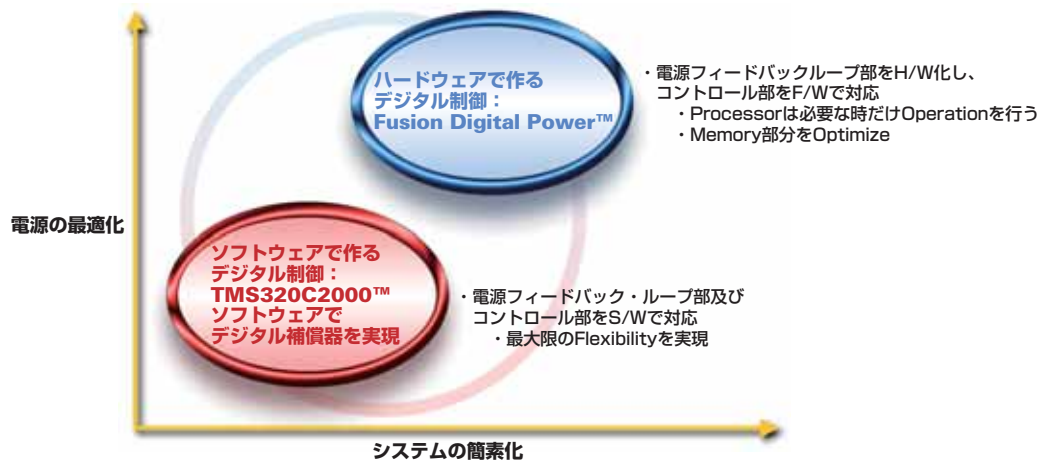 ハードウェアで作る
デジタル制御：
Fusion Digital Power™
・電源フィードバックループ部をH/W化し、
コントロール部をF/Wで対応
・Processorは必要な時だけOperationを行う
・Memory部分をOptimize
電源の最適化
ソフトウェアで作る
デジタル制御：
TMS320C2000™
ソフトウェアで
デジタル補償器を実現
・電源フィードバック・ループ部及び
コントロール部をS/Wで対応
・最大限のFlexibilityを実現
システムの簡素化